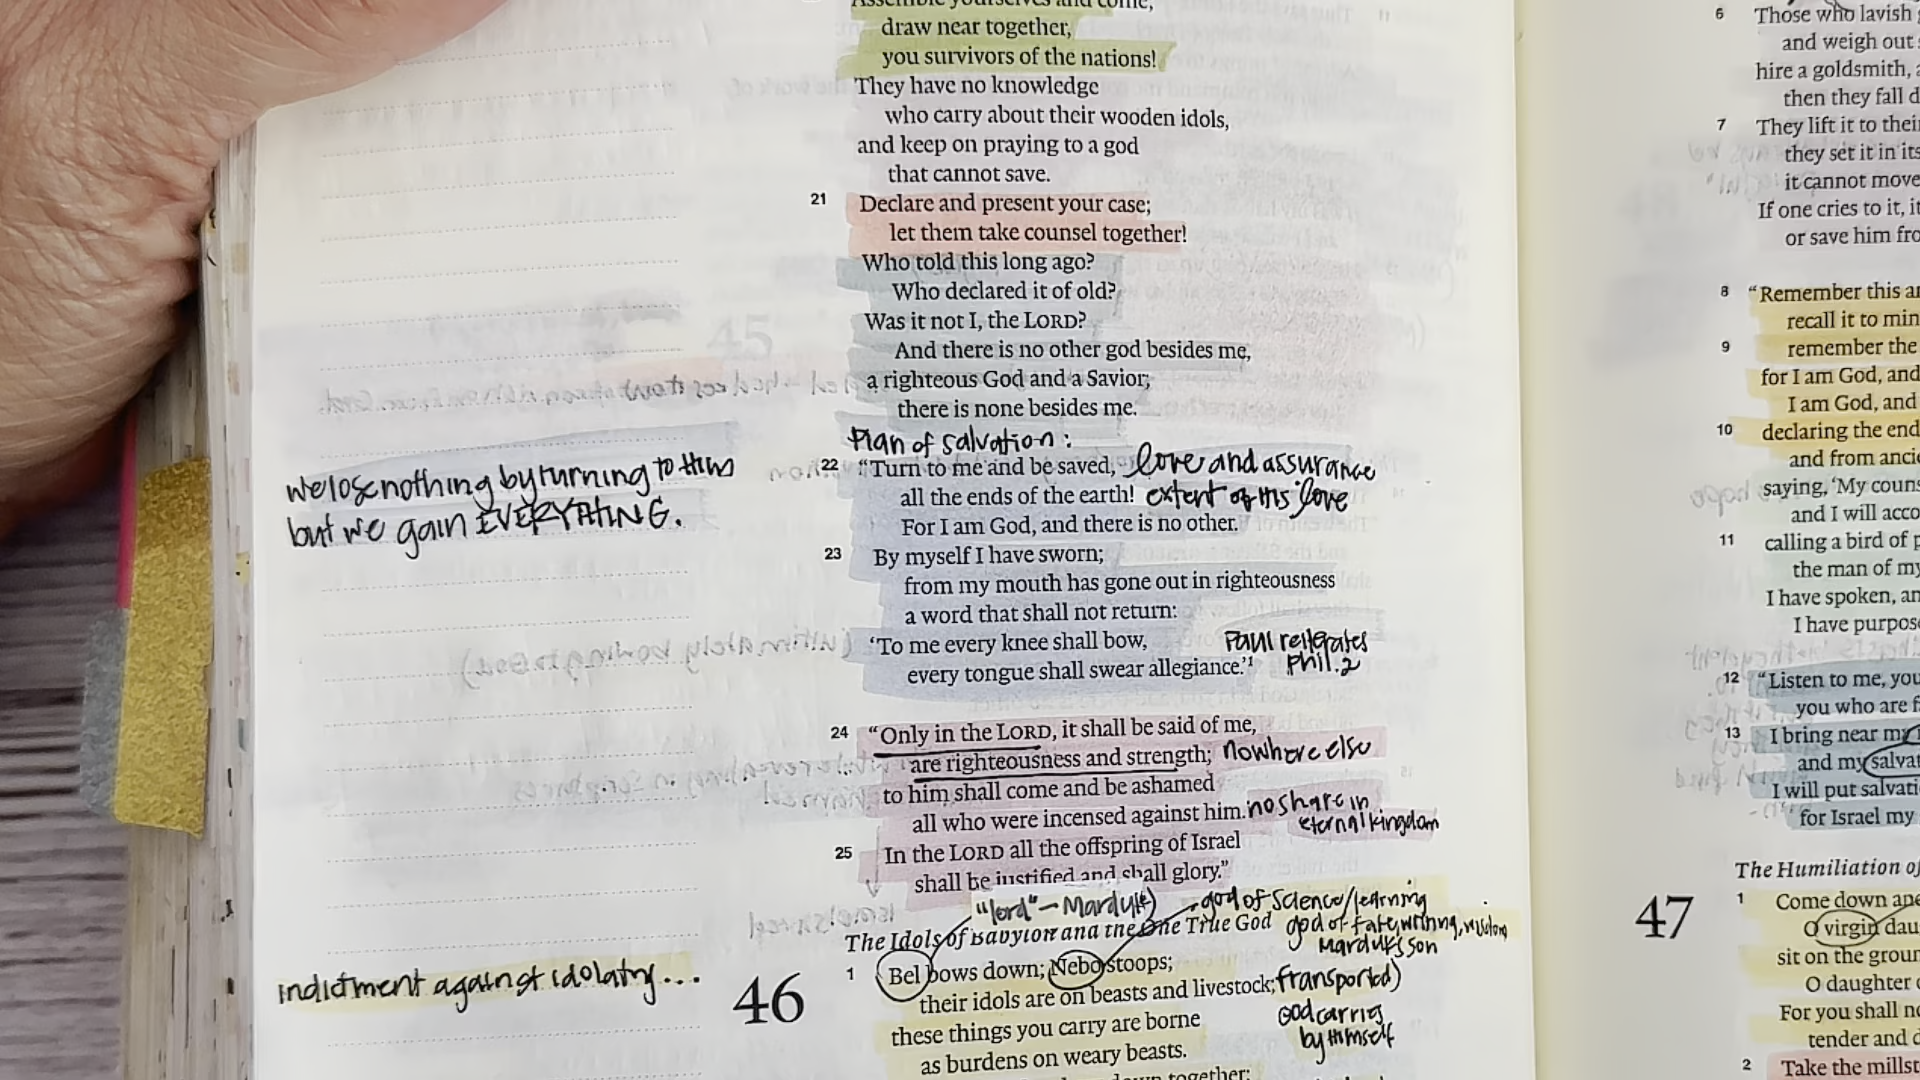 Assemble yourselves and come;
draw near together,
you survivors of the nations!
They have no knowledge
who carry about their wooden idols,
and keep on praying to a god
that cannot save.
21 Declare and present your case;
let them take counsel together!
Who told this long ago?
Who declared it of old?
Was it not I, the LORD?
And there is no other god besides me,
a righteous God and a Savior;
there is none besides me.
Plan of salvation:
22 “Turn to me and be saved, love and assurance
all the ends of the earth! extent of His love
For I am God, and there is no other.
we lose nothing by turning to Him
but we gain EVERYTHING.
23 By myself I have sworn;
from my mouth has gone out in righteousness
a word that shall not return:
‘To me every knee shall bow,
every tongue shall swear allegiance.’1
Paul reiterates
Phil. 2
24 “Only in the LORD, it shall be said of me,
are righteousness and strength; nowhere else
to him shall come and be ashamed
all who were incensed against him. no share in
eternal kingdom
25 In the LORD all the offspring of Israel
shall be justified and shall glory.”
"lord" - Marduk
god of science/learning
The Idols of Babylon and the One True God
god of fate, writing, wisdom
Marduk's son
indictment against idolatry...
46
1 Bel bows down; Nebo stoops;
their idols are on beasts and livestock; transported
these things you carry are borne
as burdens on weary beasts.
God carries
by Himself
together;
6 Those who lavish
and weigh out
hire a goldsmith,
then they fall
7 They lift it to their
they set it in its
it cannot move
If one cries to it, it
or save him
8 “Remember this
recall it to
9 remember the
for I am God, and
I am God, and
10 declaring the end
and from
saying, ‘My
and I will
11 calling a bird of
the man of my
I have spoken,
I have
12 “Listen to me, you
you who are
13 I bring near my
and my
I will put
for Israel my
The Humiliation of
47
1 Come down and
O virgin
sit on the
O daughter
For you shall
tender and
2 Take the